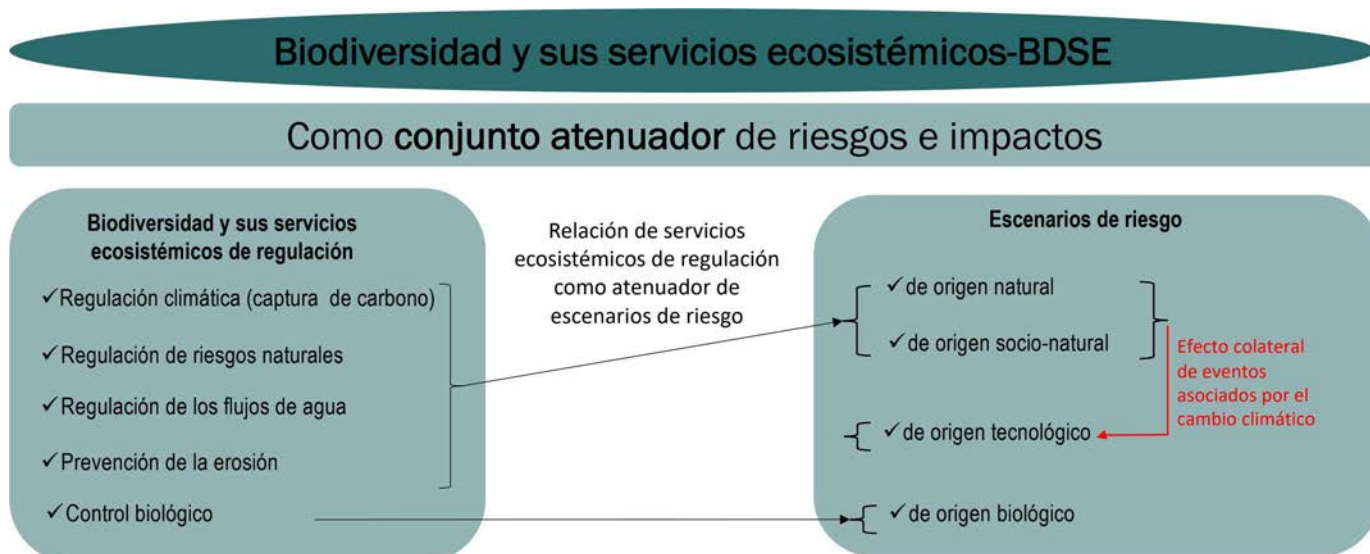 Biodiversidad y sus servicios ecosistémicos-BDSE
Como conjunto atenuador de riesgos e impactos
Biodiversidad y sus servicios
ecosistémicos de regulación
✓Regulación climática (captura de carbono)
✓Regulación de riesgos naturales
✓Regulación de los flujos de agua
✓Prevención de la erosión
✓Control biológico
Relación de servicios
ecosistémicos de regulación
como atenuador de
escenarios de riesgo
Escenarios de riesgo
✓de origen natural
✓de origen socio-natural
✓de origen tecnológico
✓de origen biológico
Efecto colateral
de eventos
asociados por el
cambio climático